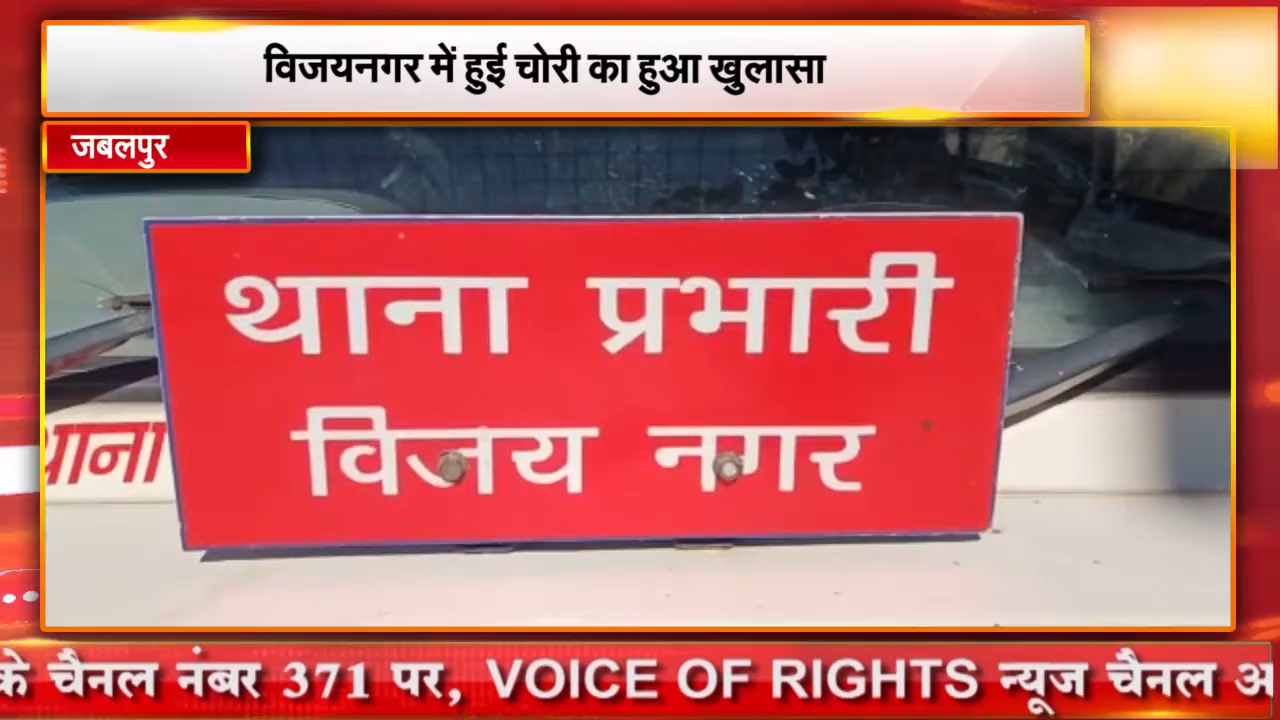 विजयनगर में हुई चोरी का हुआ खुलासा
जबलपुर
थाना प्रभारी
विजय नगर
थाना
के चैनल नंबर 371 पर, VOICE OF RIGHTS न्यूज चैनल अ